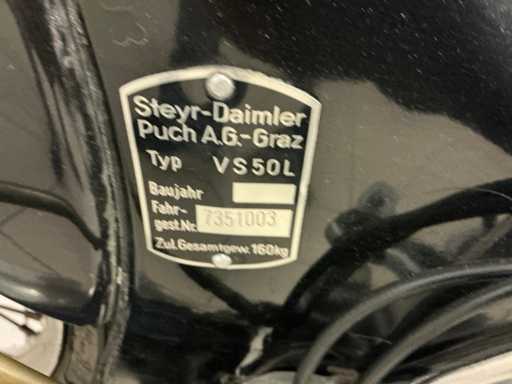 Steyr-Daimler
Puch A.G.-Graz
Typ VS50L
Baujahr
Fahr-
gest.Nr. 7351003
Zul.Gesamtgew. 160kg